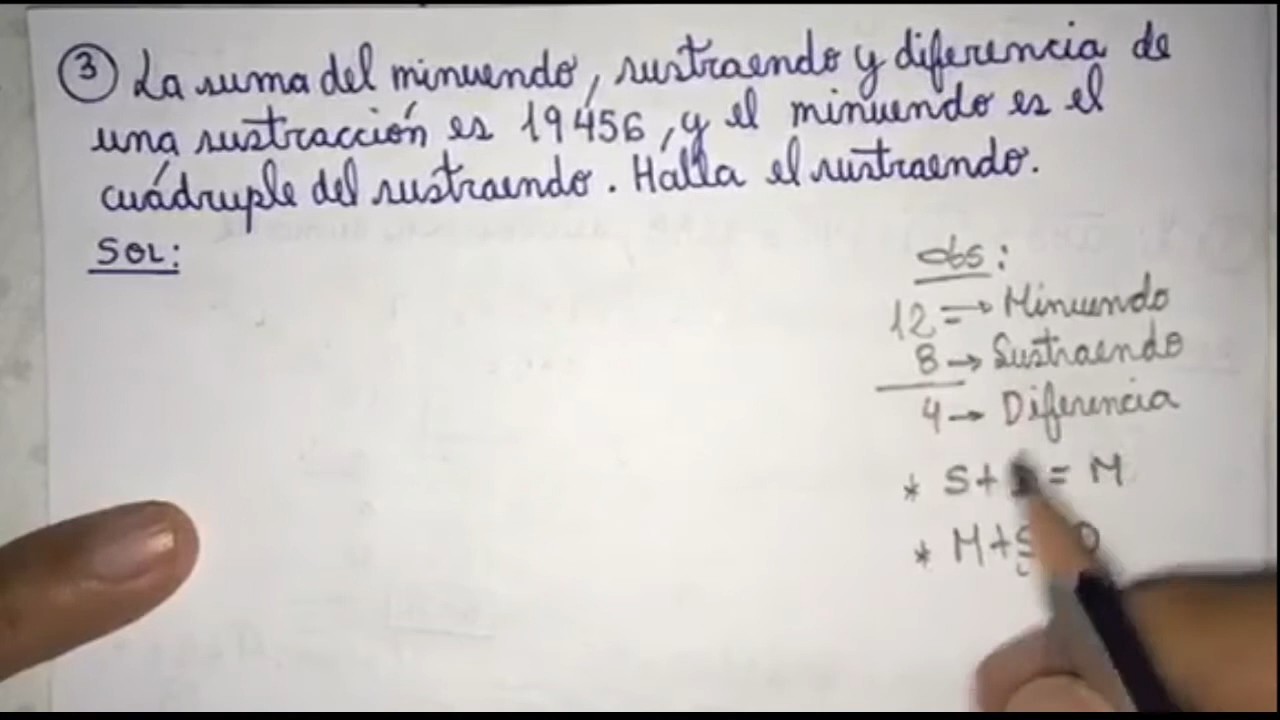 3 La suma del minuendo, sustraendo y diferencia de
una sustracción es 19456, y el minuendo es el
cuádruple del sustraendo. Halla el sustraendo.
SOL:
obs:
12 → Minuendo
8 → Sustraendo
4 → Diferencia
* S+ = M
* M+S